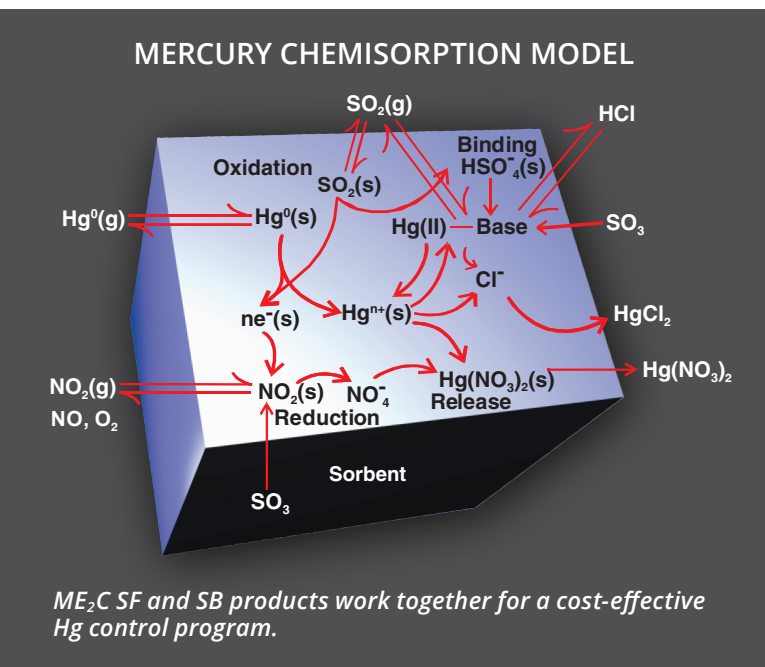 MERCURY CHEMISORPTION MODEL
SO₂(g)
HCl
Binding
Oxidation
HSO⁻₄(s)
SO₂(s)
Hg⁰(g)
Hg⁰(s)
Hg(II)
Base
SO₃
Cl⁻
ne⁻(s)
Hgⁿ⁺(s)
HgCl₂
NO₂(g)
NO₂(s)
NO⁻₄
Hg(NO₃)₂(s)
Hg(NO₃)₂
NO, O₂
Reduction
Release
Sorbent
SO₃
ME₂C SF and SB products work together for a cost-effective
Hg control program.